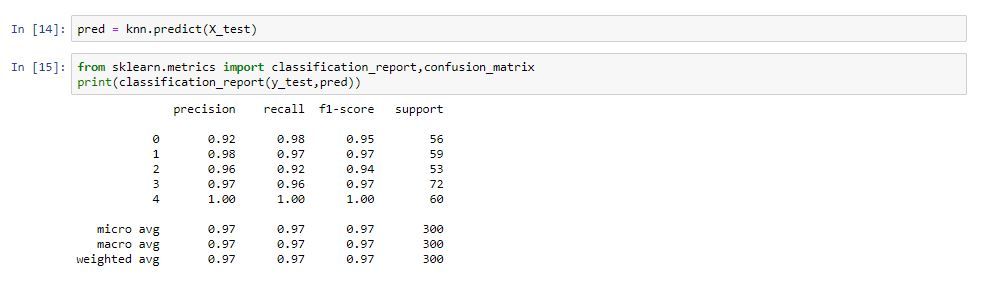 In [14]: pred = knn.predict(X_test)
In [15]: from sklearn.metrics import classification_report,confusion_matrix
print(classification_report(y_test,pred))
precision recall f1-score support
0 0.92 0.98 0.95 56
1 0.98 0.97 0.97 59
2 0.96 0.92 0.94 53
3 0.97 0.96 0.97 72
4 1.00 1.00 1.00 60
micro avg 0.97 0.97 0.97 300
macro avg 0.97 0.97 0.97 300
weighted avg 0.97 0.97 0.97 300